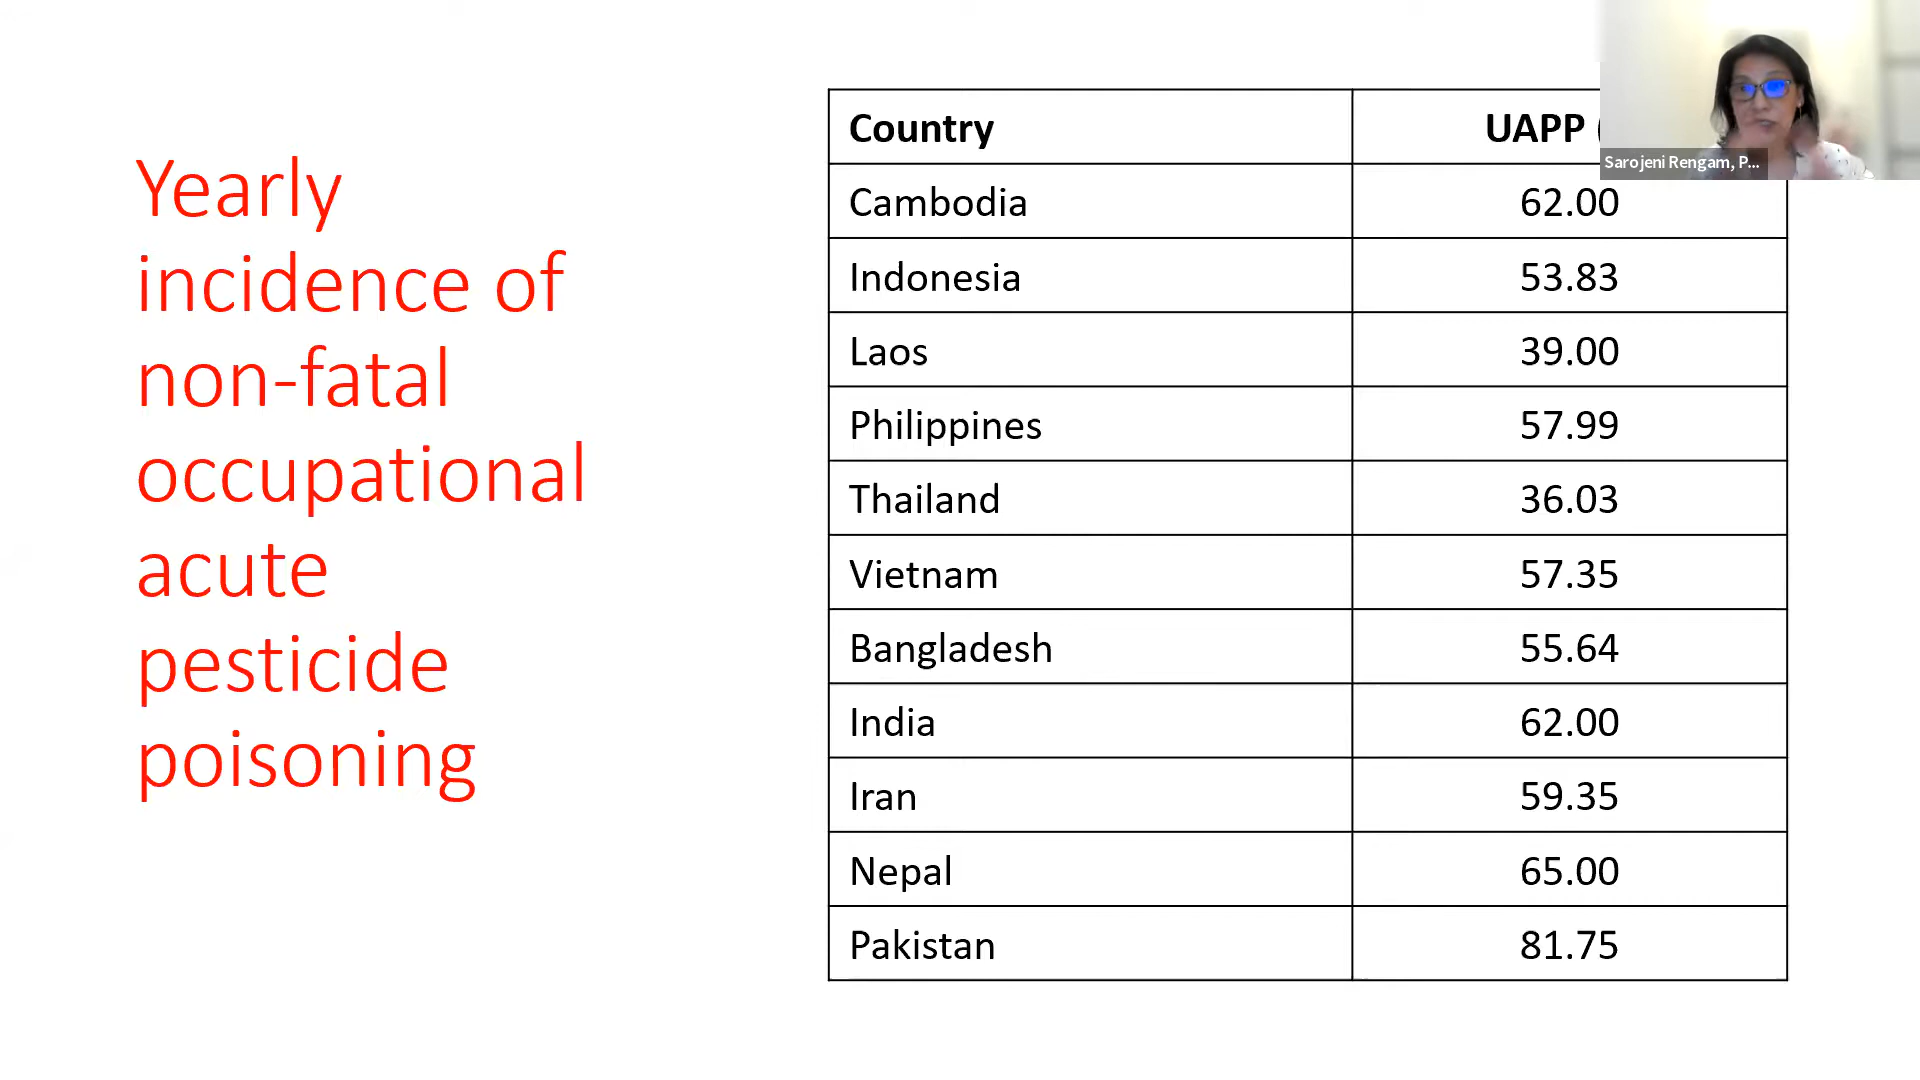 Yearly
incidence of
non-fatal
occupational
acute
pesticide
poisoning
Country UAPP (
Cambodia 62.00
Indonesia 53.83
Laos 39.00
Philippines 57.99
Thailand 36.03
Vietnam 57.35
Bangladesh 55.64
India 62.00
Iran 59.35
Nepal 65.00
Pakistan 81.75
Sarojeni Rengam, P...